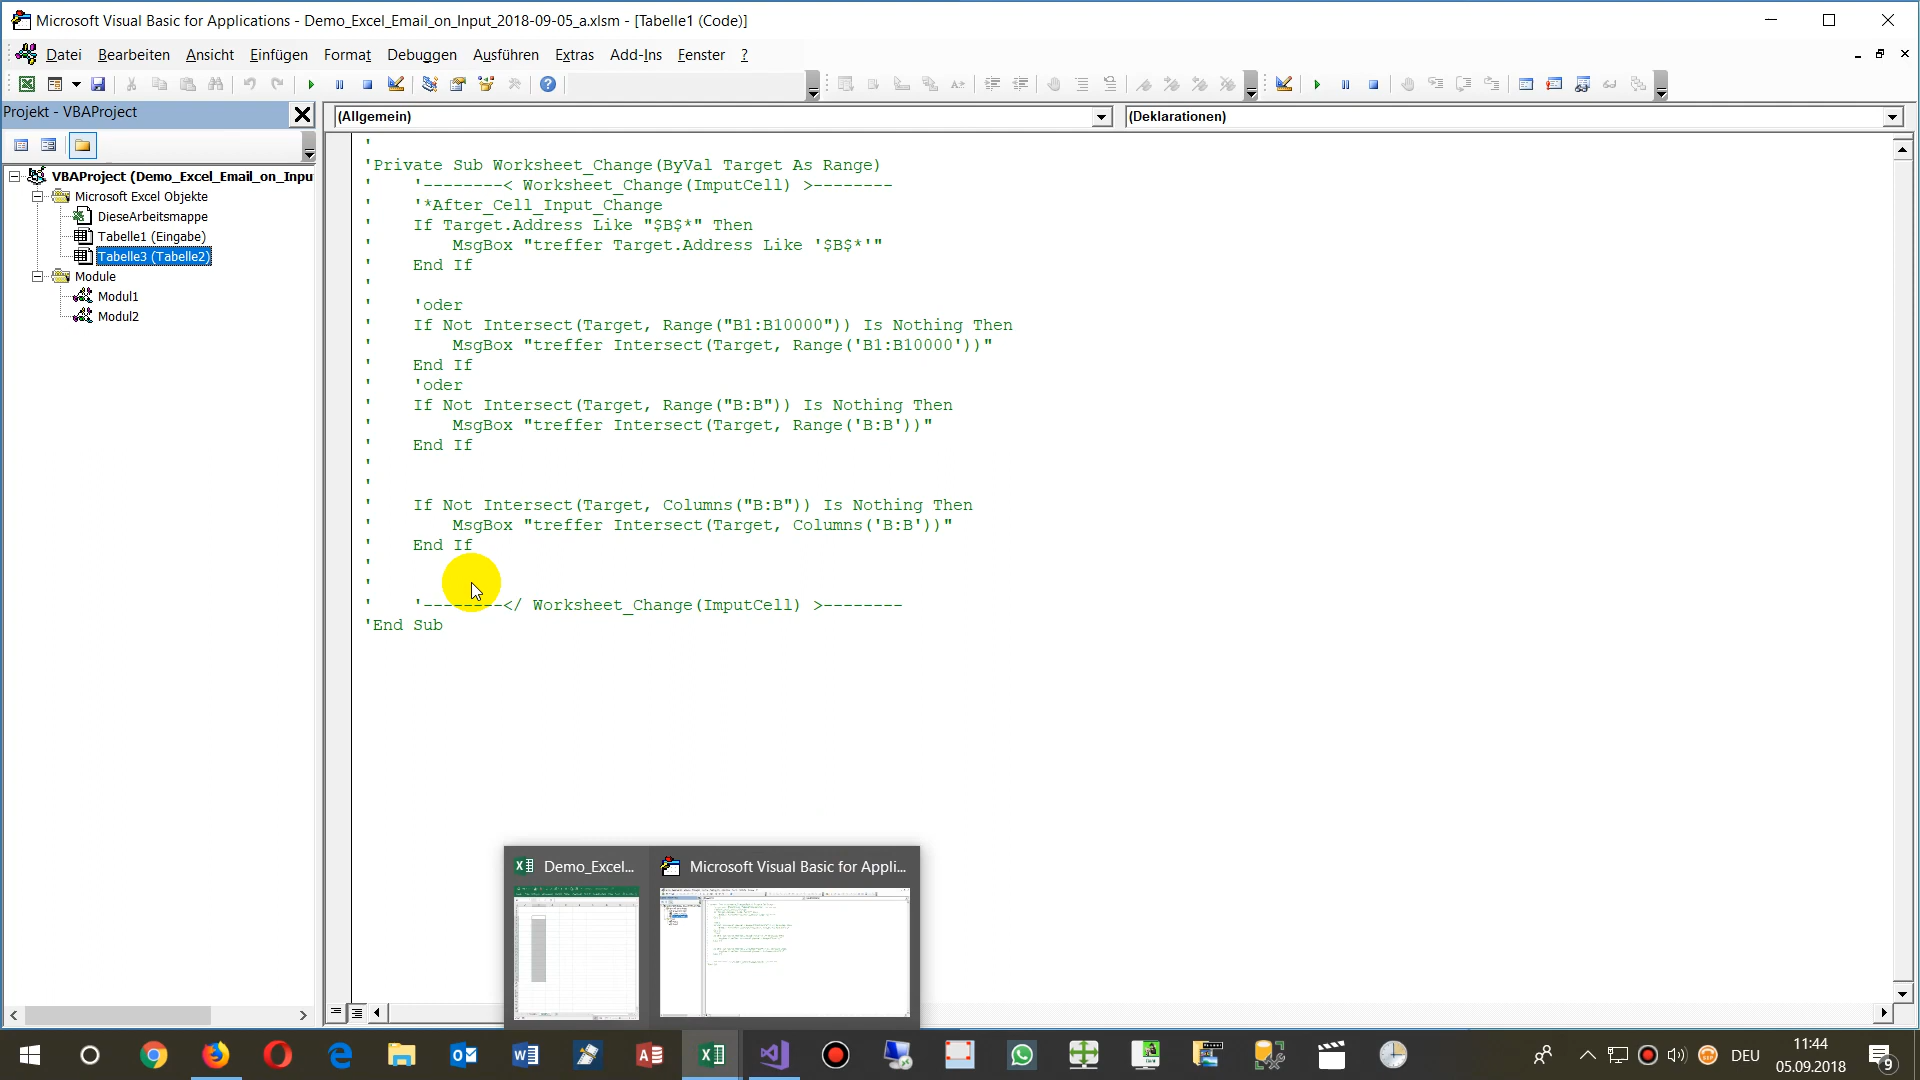 Microsoft Visual Basic for Applications - Demo_Excel_Email_on_Input_2018-09-05_a.xlsm - [Tabelle1 (Code)]
Datei Bearbeiten Ansicht Einfügen Format Debuggen Ausführen Extras Add-Ins Fenster ?
Projekt - VBAProject
(Allgemein)
(Deklarationen)
VBAProject (Demo_Excel_Email_on_Inpu
Microsoft Excel Objekte
DieseArbeitsmappe
Tabelle1 (Eingabe)
Tabelle3 (Tabelle2)
Module
Modul1
Modul2
'
'Private Sub Worksheet_Change(ByVal Target As Range)
'    '--------< Worksheet_Change(ImputCell) >--------
'    '*After_Cell_Input_Change
'    If Target.Address Like "$B$*" Then
'        MsgBox "treffer Target.Address Like '$B$*'"
'    End If
'
'    'oder
'    If Not Intersect(Target, Range("B1:B10000")) Is Nothing Then
'        MsgBox "treffer Intersect(Target, Range('B1:B10000'))"
'    End If
'    'oder
'    If Not Intersect(Target, Range("B:B")) Is Nothing Then
'        MsgBox "treffer Intersect(Target, Range('B:B'))"
'    End If
'
'
'    If Not Intersect(Target, Columns("B:B")) Is Nothing Then
'        MsgBox "treffer Intersect(Target, Columns('B:B'))"
'    End If
'
'
'    '--------</ Worksheet_Change(ImputCell) >--------
'End Sub
Demo_Excel...
Microsoft Visual Basic for Appli...
DEU
11:44
05.09.2018
9